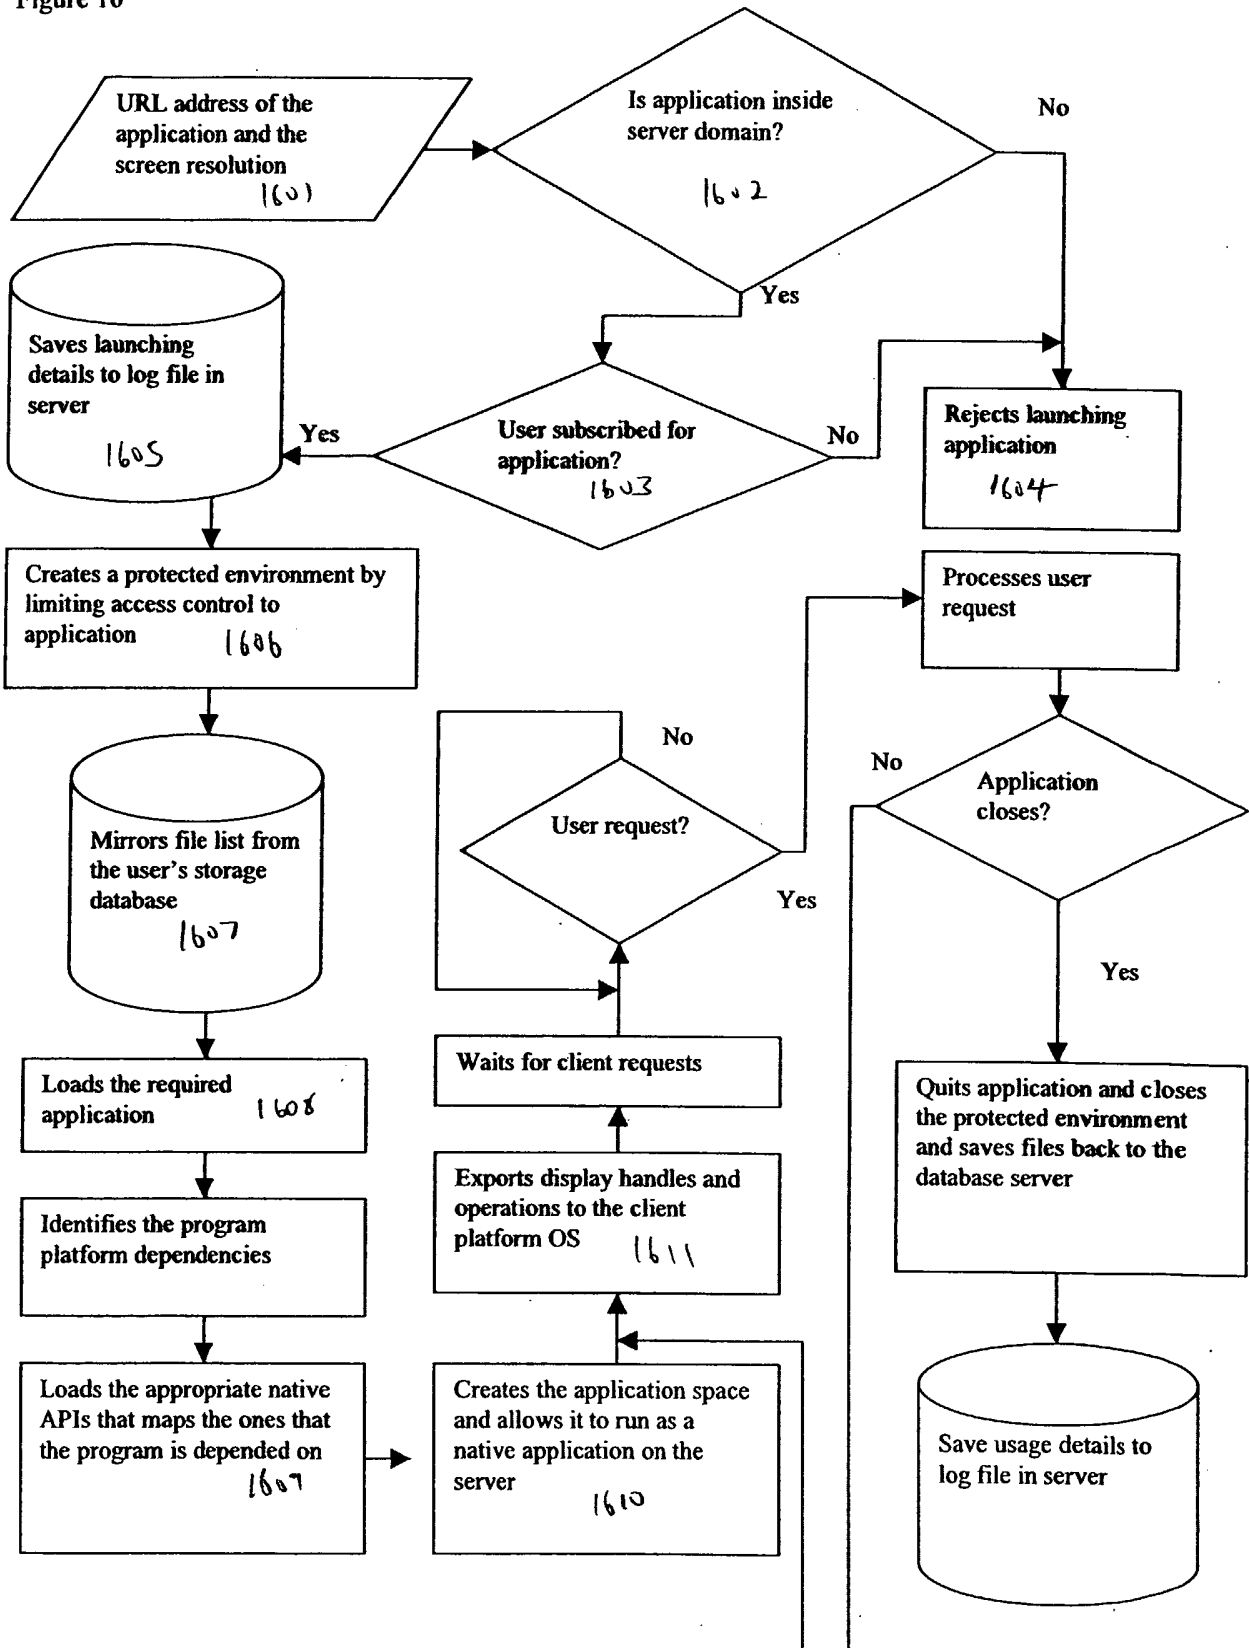 Figure 16
URL address of the
application and the
screen resolution
1601
Is application inside
server domain?
1602
No
Yes
Saves launching
details to log file in
server
1605
Yes
User subscribed for
application?
1603
No
Rejects launching
application
1604
Creates a protected environment by
limiting access control to
application
1606
Processes user
request
No
User request?
Yes
No
Application
closes?
Yes
Mirrors file list from
the user's storage
database
1607
Loads the required
application
1608
Waits for client requests
Quits application and closes
the protected environment
and saves files back to the
database server
Identifies the program
platform dependencies
Exports display handles and
operations to the client
platform OS
1611
Loads the appropriate native
APIs that maps the ones that
the program is depended on
Creates the application space
and allows it to run as a
native application on the
server
1610
Save usage details to
log file in server